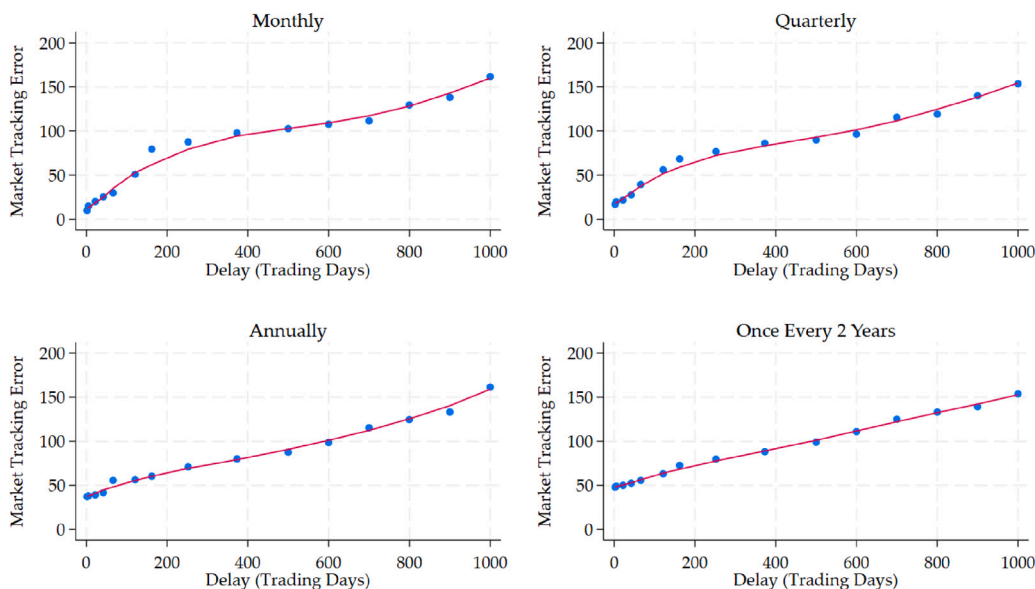 Monthly
Market Tracking Error
200
150
100
50
0
0 200 400 600 800 1000
Delay (Trading Days)
Quarterly
Market Tracking Error
200
150
100
50
0
0 200 400 600 800 1000
Delay (Trading Days)
Annually
Market Tracking Error
200
150
100
50
0
0 200 400 600 800 1000
Delay (Trading Days)
Once Every 2 Years
Market Tracking Error
200
150
100
50
0
0 200 400 600 800 1000
Delay (Trading Days)